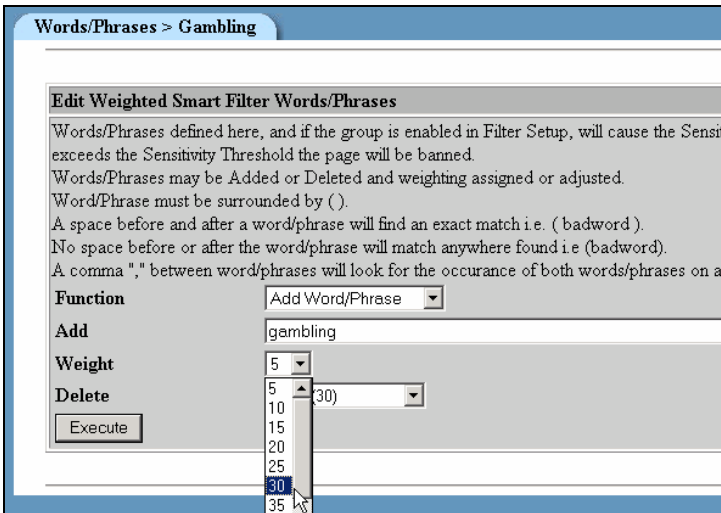 Words/Phrases > Gambling
Edit Weighted Smart Filter Words/Phrases
Words/Phrases defined here, and if the group is enabled in Filter Setup, will cause the
exceeds the Sensitivity Threshold the page will be banned.
Words/Phrases may be Added or Deleted and weighting assigned or adjusted.
Word/Phrase must be surrounded by ( ).
A space before and after a word/phrase will find an exact match i.e. ( badword ).
No space before or after the word/phrase will match anywhere found i.e (badword).
A comma "," between word/phrases will look for the occurance of both words/phrases on a
Function Add Word/Phrase
Add gambling
Weight 5
Delete (30)
Execute
5
10
15
20
25
30
35